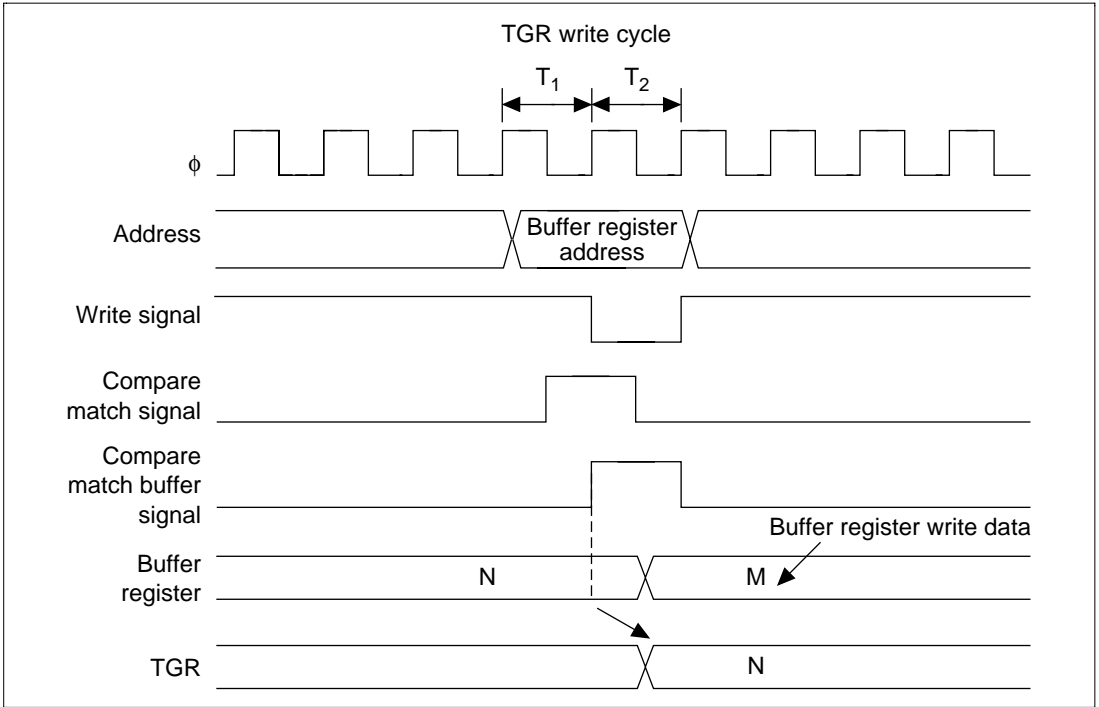 TGR write cycle
T1 T2
φ
Address
Buffer register
address
Write signal
Compare
match signal
Compare
match buffer
signal
Buffer register write data
Buffer
register
N M
TGR
N